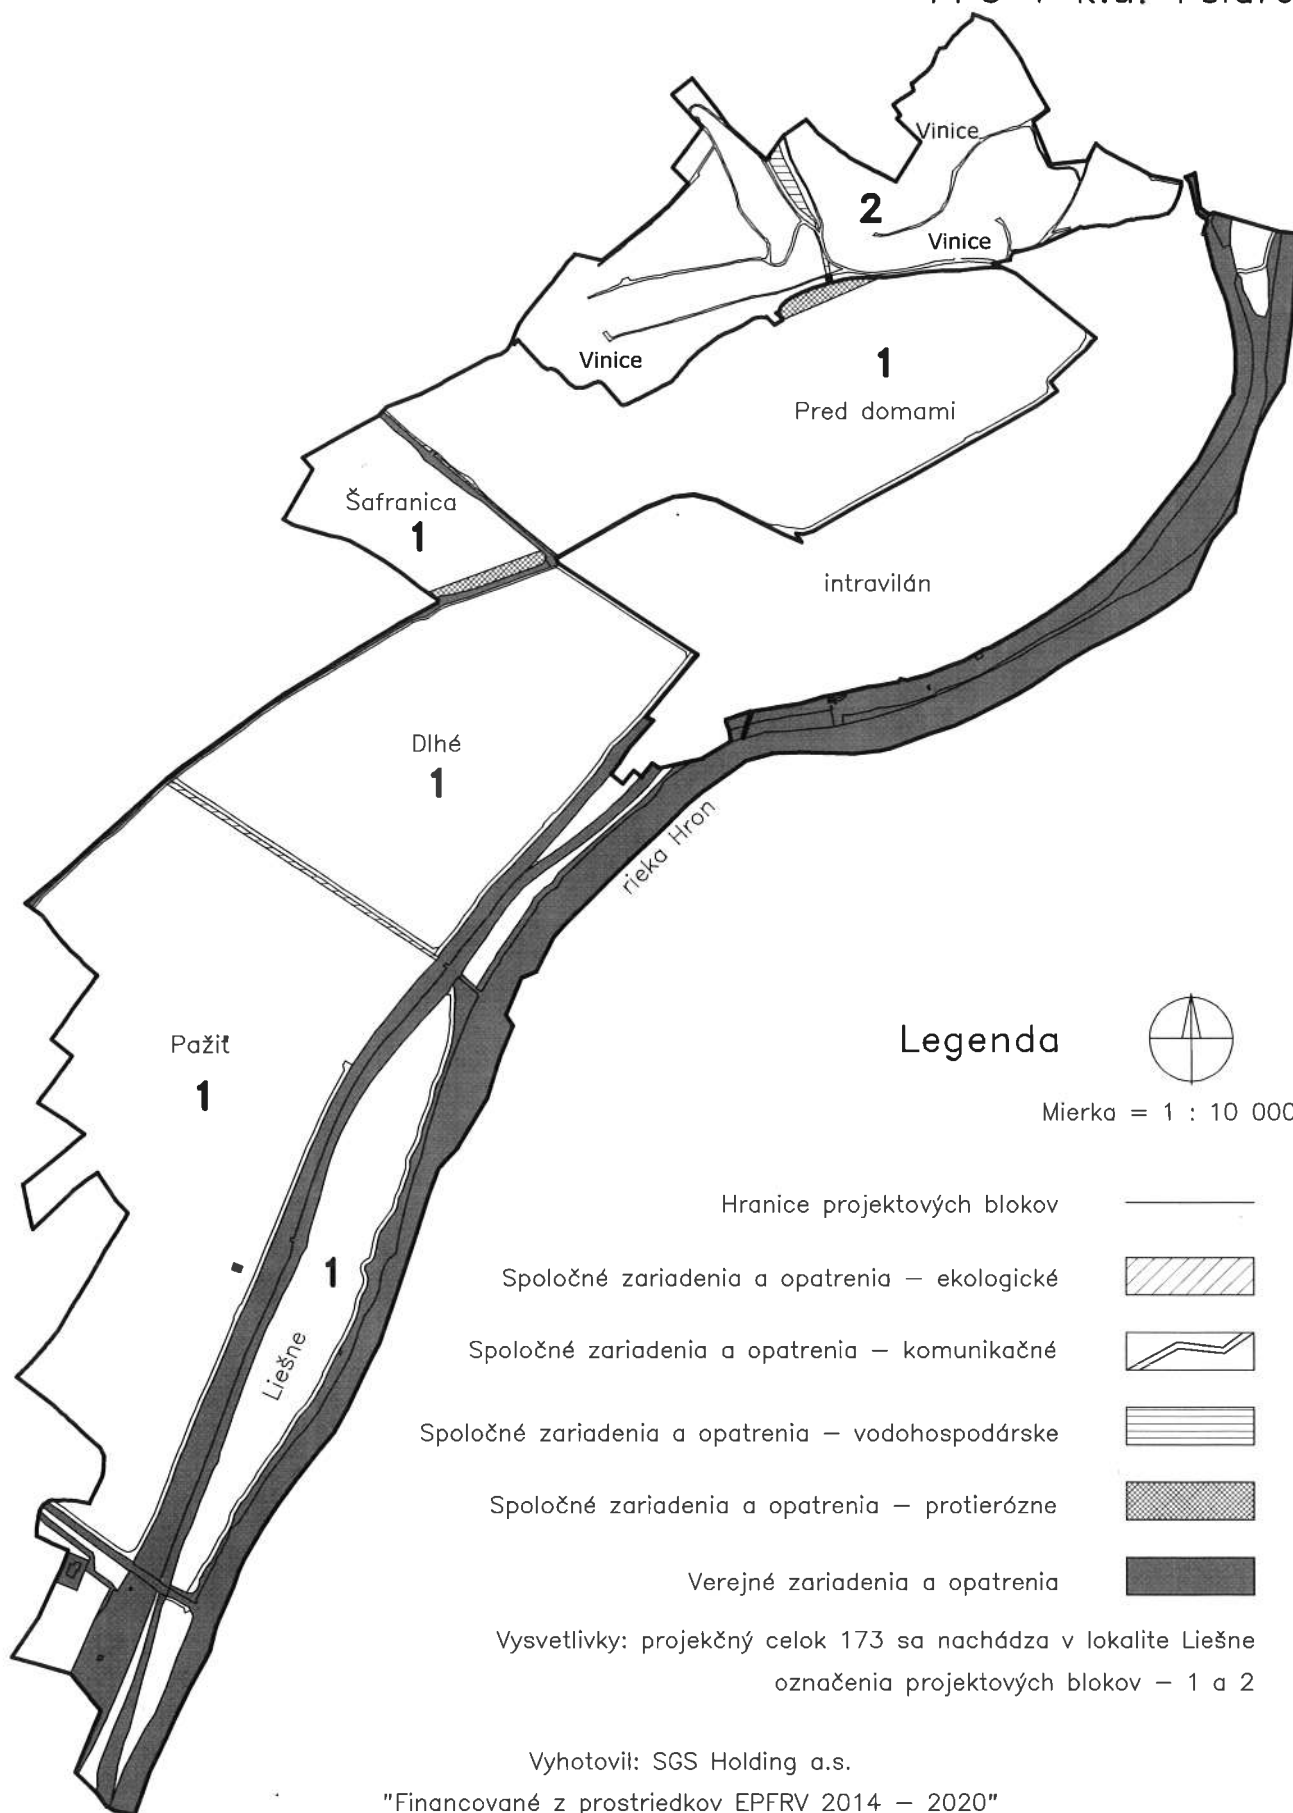 Vinice
2
Vinice
Vinice
1
Pred domami
Šafranica
1
intravilán
Dlhé
1
rieka Hron
Pažiť
1
1
Liešne
Legenda
Mierka = 1 : 10 000
Hranice projektových blokov
Spoločné zariadenia a opatrenia – ekologické
Spoločné zariadenia a opatrenia – komunikačné
Spoločné zariadenia a opatrenia – vodohospodárske
Spoločné zariadenia a opatrenia – protierózne
Verejné zariadenia a opatrenia
Vysvetlivky: projekčný celok 173 sa nachádza v lokalite Liešne
označenia projektových blokov – 1 a 2
Vyhotovil: SGS Holding a.s.
"Financované z prostriedkov EPFRV 2014 – 2020"